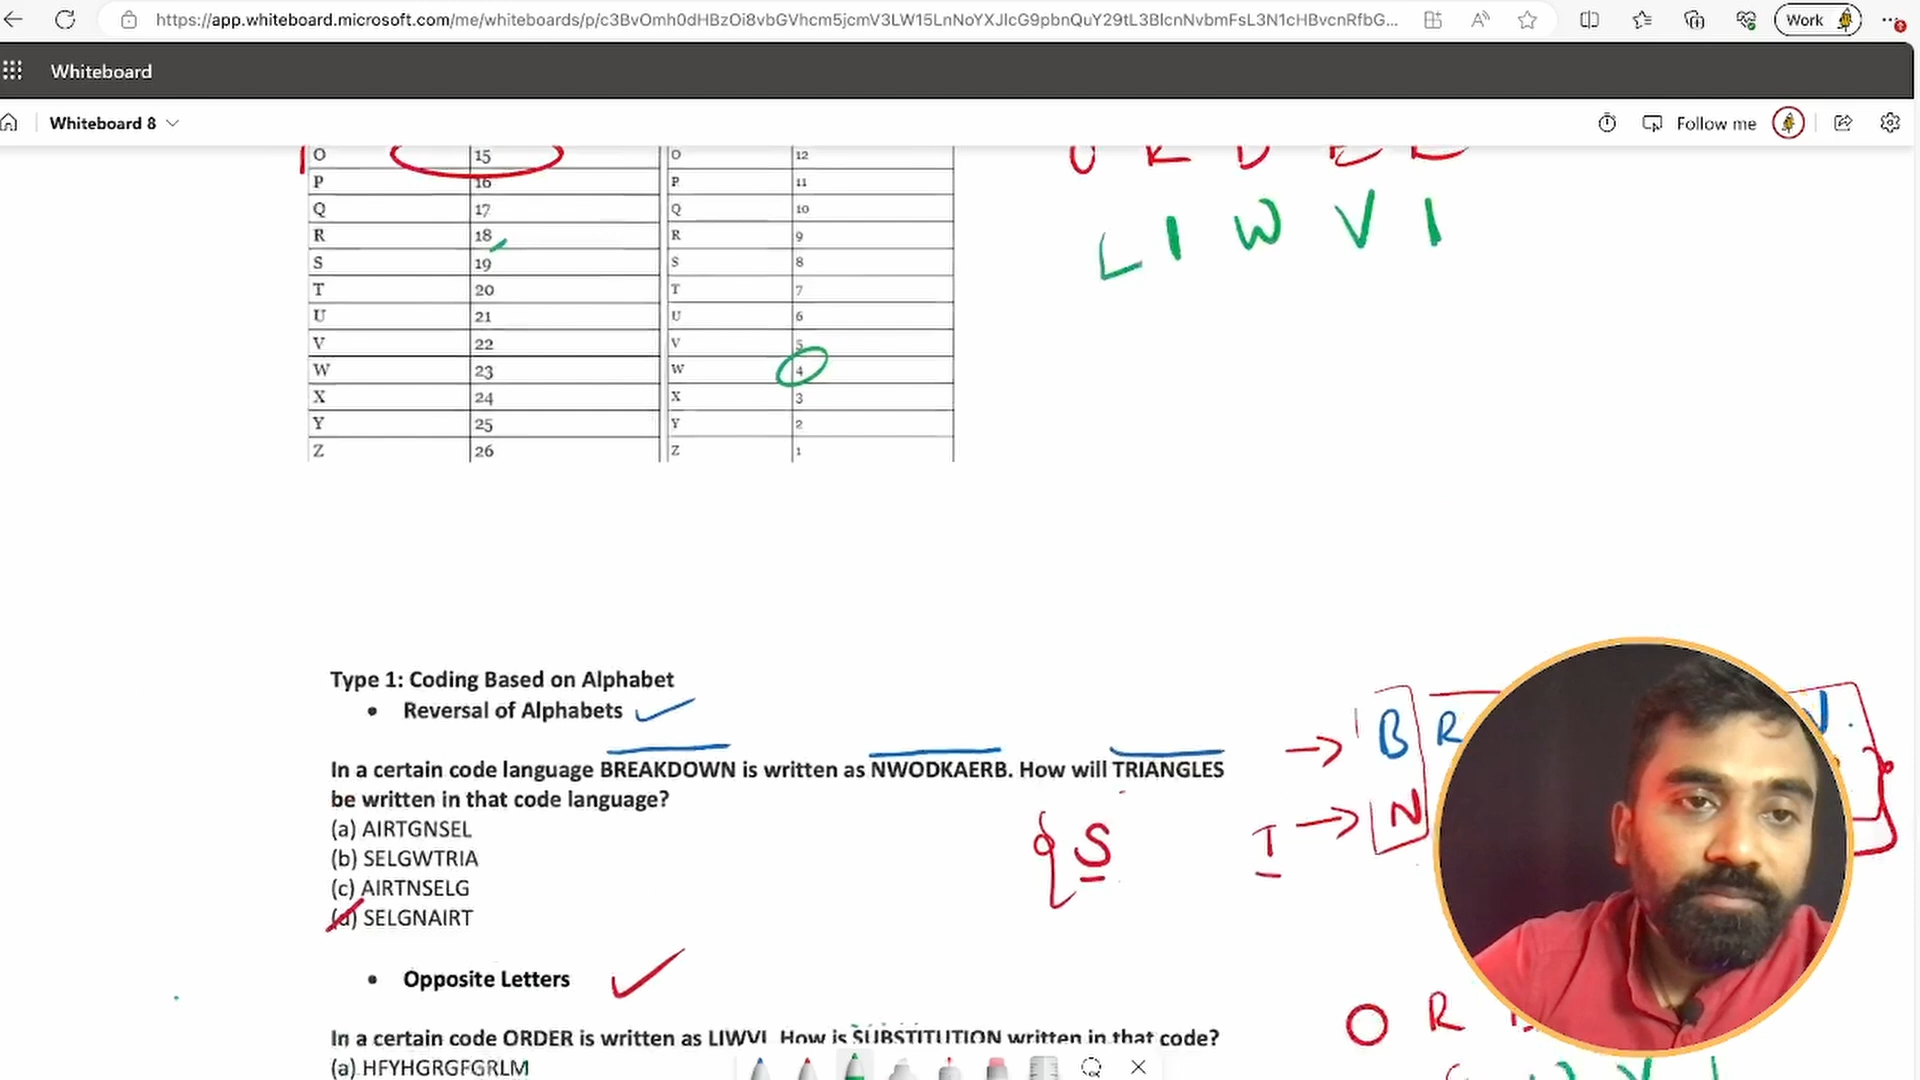 https://app.whiteboard.microsoft.com/me/whiteboards/p/c3BvOmh0dHBzOi8vbGVhcm5jcmV3LW15LnNoYXJlcG9pbnQuY29tL3BlcnNvbmFsL3N1cHBvcnRfbG... Work
Whiteboard
Whiteboard 8 Follow me
O 15 O 12
P 16 P 11
Q 17 Q 10
R 18 R 9
S 19 S 8
T 20 T 7
U 21 U 6
V 22 V 5
W 23 W 4
X 24 X 3
Y 25 Y 2
Z 26 Z 1
L I W V I
Type 1: Coding Based on Alphabet
• Reversal of Alphabets
B R
In a certain code language BREAKDOWN is written as NWODKAERB. How will TRIANGLES
be written in that code language?
N
S T
(a) AIRTGNSEL
(b) SELGWTRIA
(c) AIRTNSELG
(d) SELGNAIRT
• Opposite Letters
O R
In a certain code ORDER is written as LIWVI. How is SUBSTITUTION written in that code?
(a) HFYHGRGFGRLM